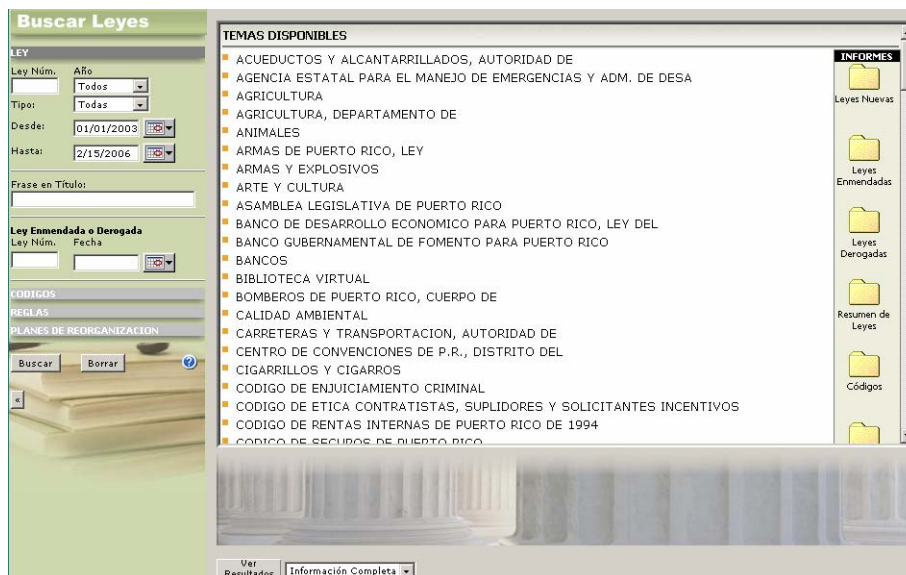 Buscar Leyes
LEY
Ley Núm. Año
Todos
Tipo: Todas
Desde: 01/01/2003
Hasta: 2/15/2006
Frase en Título:
Ley Enmendada o Derogada
Ley Núm. Fecha
CODIGOS
REGLAS
PLANES DE REORGANIZACION
Buscar Borrar ?
«
TEMAS DISPONIBLES
ACUEDUCTOS Y ALCANTARRILLADOS, AUTORIDAD DE
AGENCIA ESTATAL PARA EL MANEJO DE EMERGENCIAS Y ADM. DE DESA
AGRICULTURA
AGRICULTURA, DEPARTAMENTO DE
ANIMALES
ARMAS DE PUERTO RICO, LEY
ARMAS Y EXPLOSIVOS
ARTE Y CULTURA
ASAMBLEA LEGISLATIVA DE PUERTO RICO
BANCO DE DESARROLLO ECONOMICO PARA PUERTO RICO, LEY DEL
BANCO GUBERNAMENTAL DE FOMENTO PARA PUERTO RICO
BANCOS
BIBLIOTECA VIRTUAL
BOMBEROS DE PUERTO RICO, CUERPO DE
CALIDAD AMBIENTAL
CARRETERAS Y TRANSPORTACION, AUTORIDAD DE
CENTRO DE CONVENCIONES DE P.R., DISTRITO DEL
CIGARRILLOS Y CIGARROS
CODIGO DE ENJUICIAMIENTO CRIMINAL
CODIGO DE ETICA CONTRATISTAS, SUPLIDORES Y SOLICITANTES INCENTIVOS
CODIGO DE RENTAS INTERNAS DE PUERTO RICO DE 1994
CODIGO DE SEGUROS DE PUERTO RICO
INFORMES
Leyes Nuevas
Leyes
Enmendadas
Leyes
Derogadas
Resumen de
Leyes
Códigos
Ver
Resultados
Información Completa